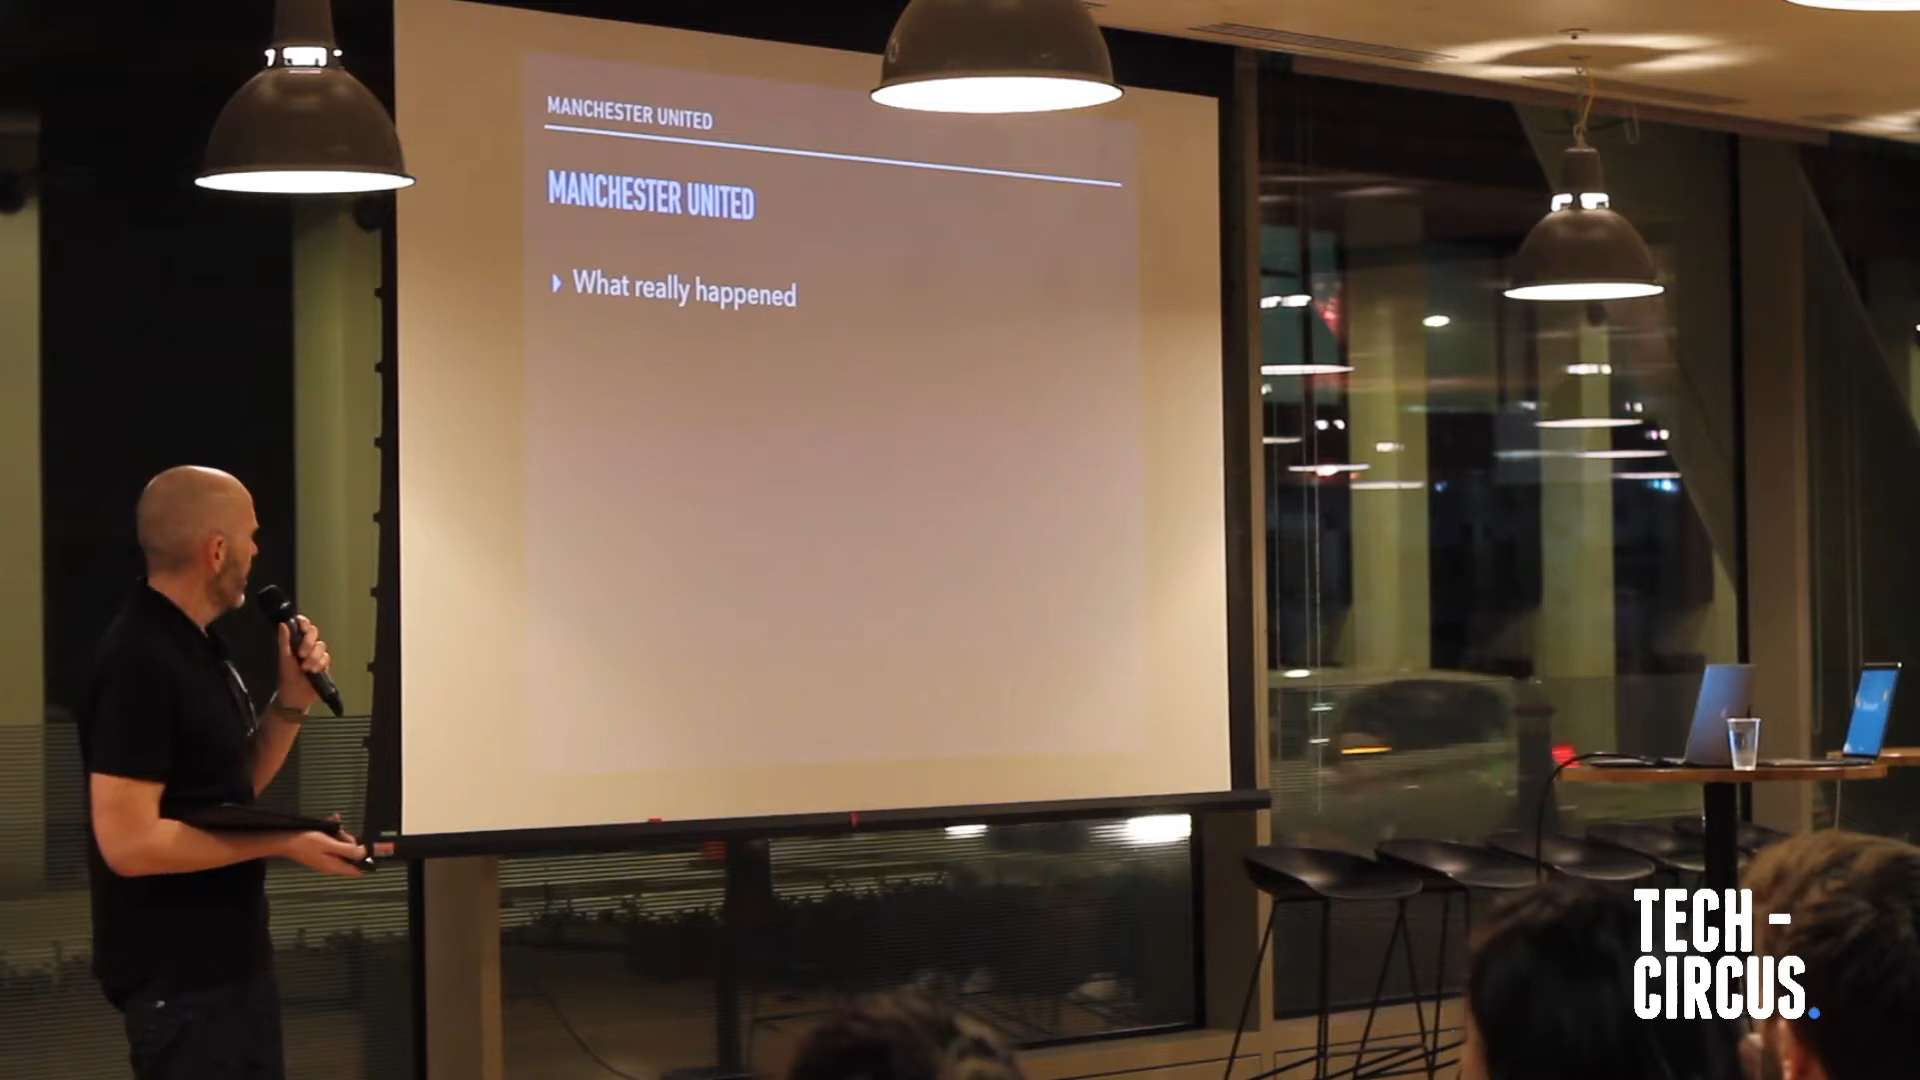 MANCHESTER UNITED
MANCHESTER UNITED
What really happened
TECH -
CIRCUS.